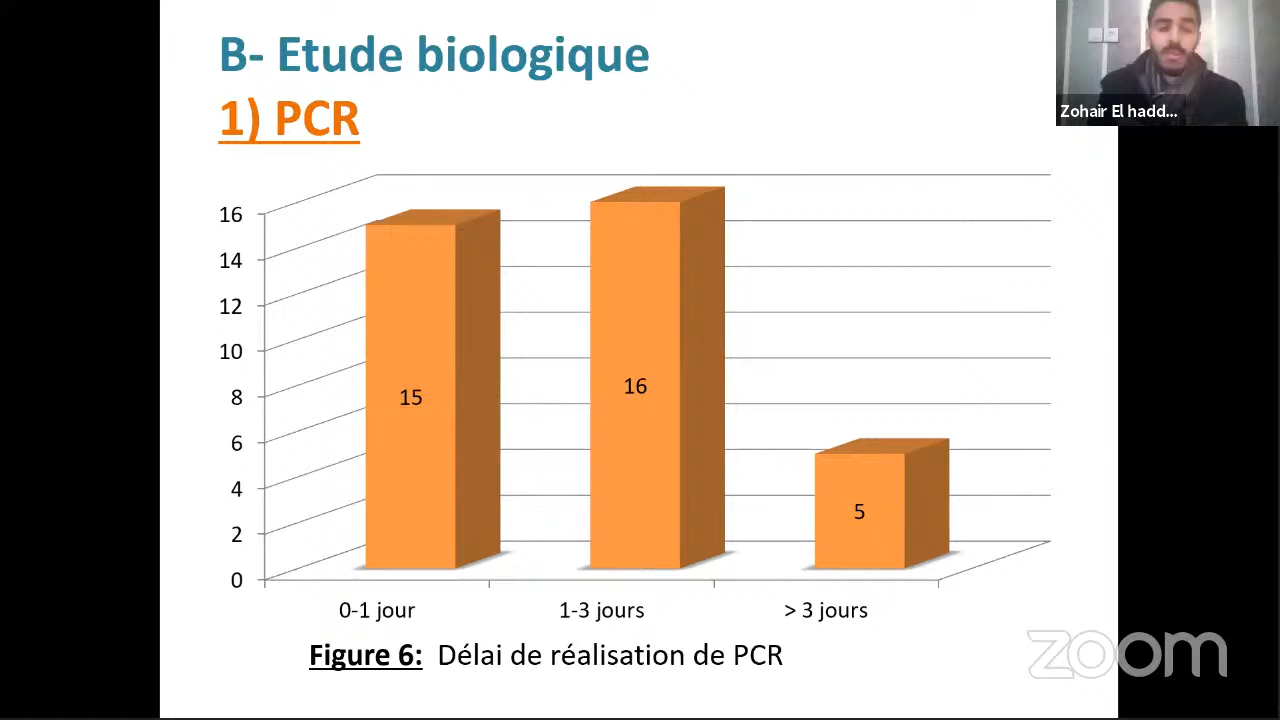 B- Etude biologique
1) PCR
Zohair El hadd...
16
14
12
10
8
6
4
2
0
15
16
5
0-1 jour
1-3 jours
> 3 jours
Figure 6: Délai de réalisation de PCR
zoom